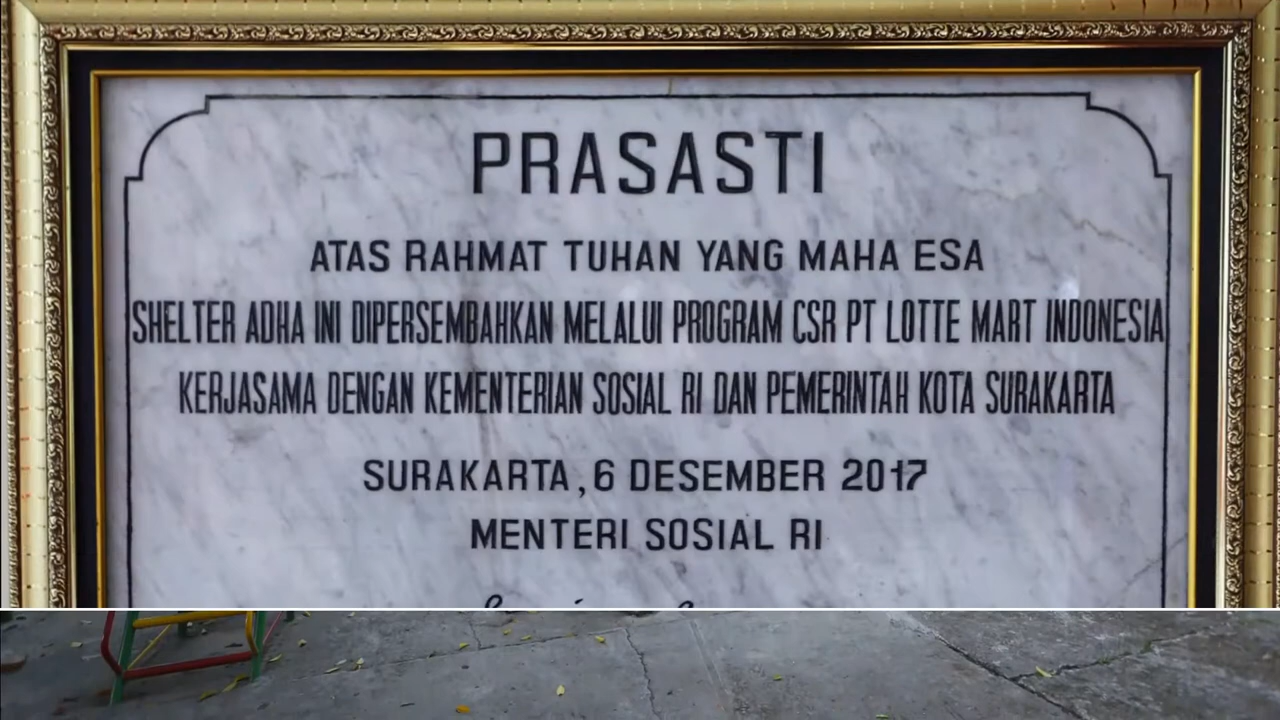 PRASASTI
ATAS RAHMAT TUHAN YANG MAHA ESA
SHELTER ADHA INI DIPERSEMBAHKAN MELALUI PROGRAM CSR PT LOTTE MART INDONESIA
KERJASAMA DENGAN KEMENTERIAN SOSIAL RI DAN PEMERINTAH KOTA SURAKARTA
SURAKARTA, 6 DESEMBER 2017
MENTERI SOSIAL RI